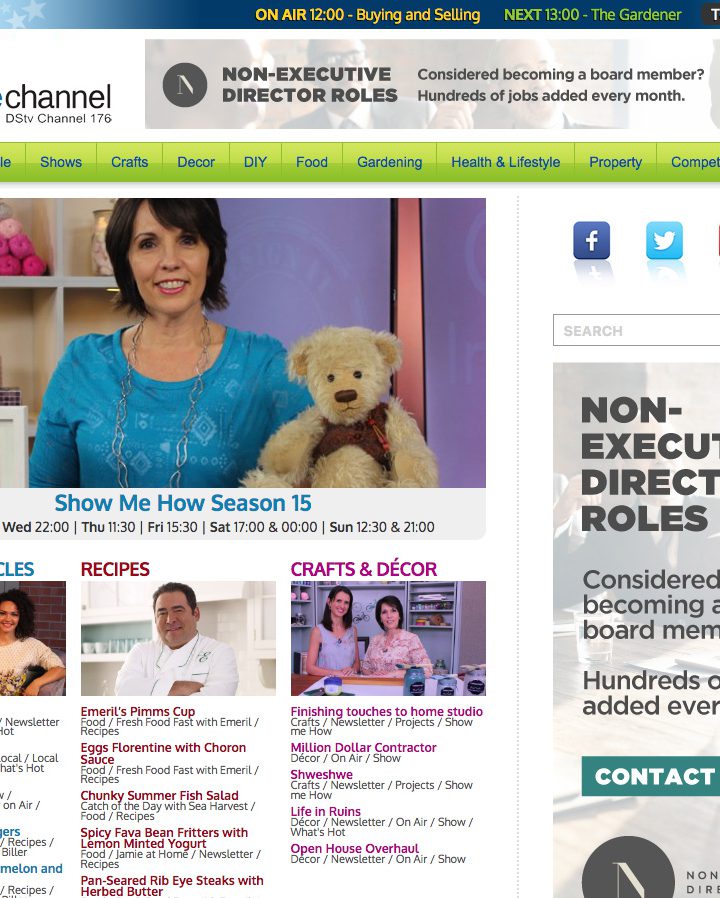 ON AIR 12:00 - Buying and Selling NEXT 13:00 - The Gardener
N
NON-EXECUTIVE
DIRECTOR ROLES
Considered becoming a board member?
Hundreds of jobs added every month.
channel
DStv Channel 176
le Shows Crafts Decor DIY Food Gardening Health & Lifestyle Property Compet
f
SEARCH
Show Me How Season 15
Wed 22:00 | Thu 11:30 | Fri 15:30 | Sat 17:00 & 00:00 | Sun 12:30 & 21:00
CLES
/ Newsletter
Hot
ocal / Local
hat's Hot
w /
on Air /
gers
/ Recipes /
Biller
melon and
/ Recipes /
Biller
RECIPES
Emeril's Pimms Cup
Food / Fresh Food Fast with Emeril /
Recipes
Eggs Florentine with Choron
Sauce
Food / Fresh Food Fast with Emeril /
Recipes
Chunky Summer Fish Salad
Catch of the Day with Sea Harvest /
Food / Recipes
Spicy Fava Bean Fritters with
Lemon Minted Yogurt
Food / Jamie at Home / Newsletter /
Recipes
Pan-Seared Rib Eye Steaks with
Herbed Butter
CRAFTS & DÉCOR
Finishing touches to home studio
Crafts / Newsletter / Projects / Show
me How
Million Dollar Contractor
Décor / On Air / Show
Shweshwe
Crafts / Newsletter / Projects / Show
me How
Life in Ruins
Décor / Newsletter / On Air / Show /
What's Hot
Open House Overhaul
Décor / Newsletter / On Air / Show
NON-
EXECUT
DIRECT
ROLES
Considered
becoming a
board mem
Hundreds o
added ever
CONTACT
N
NON
DIRE